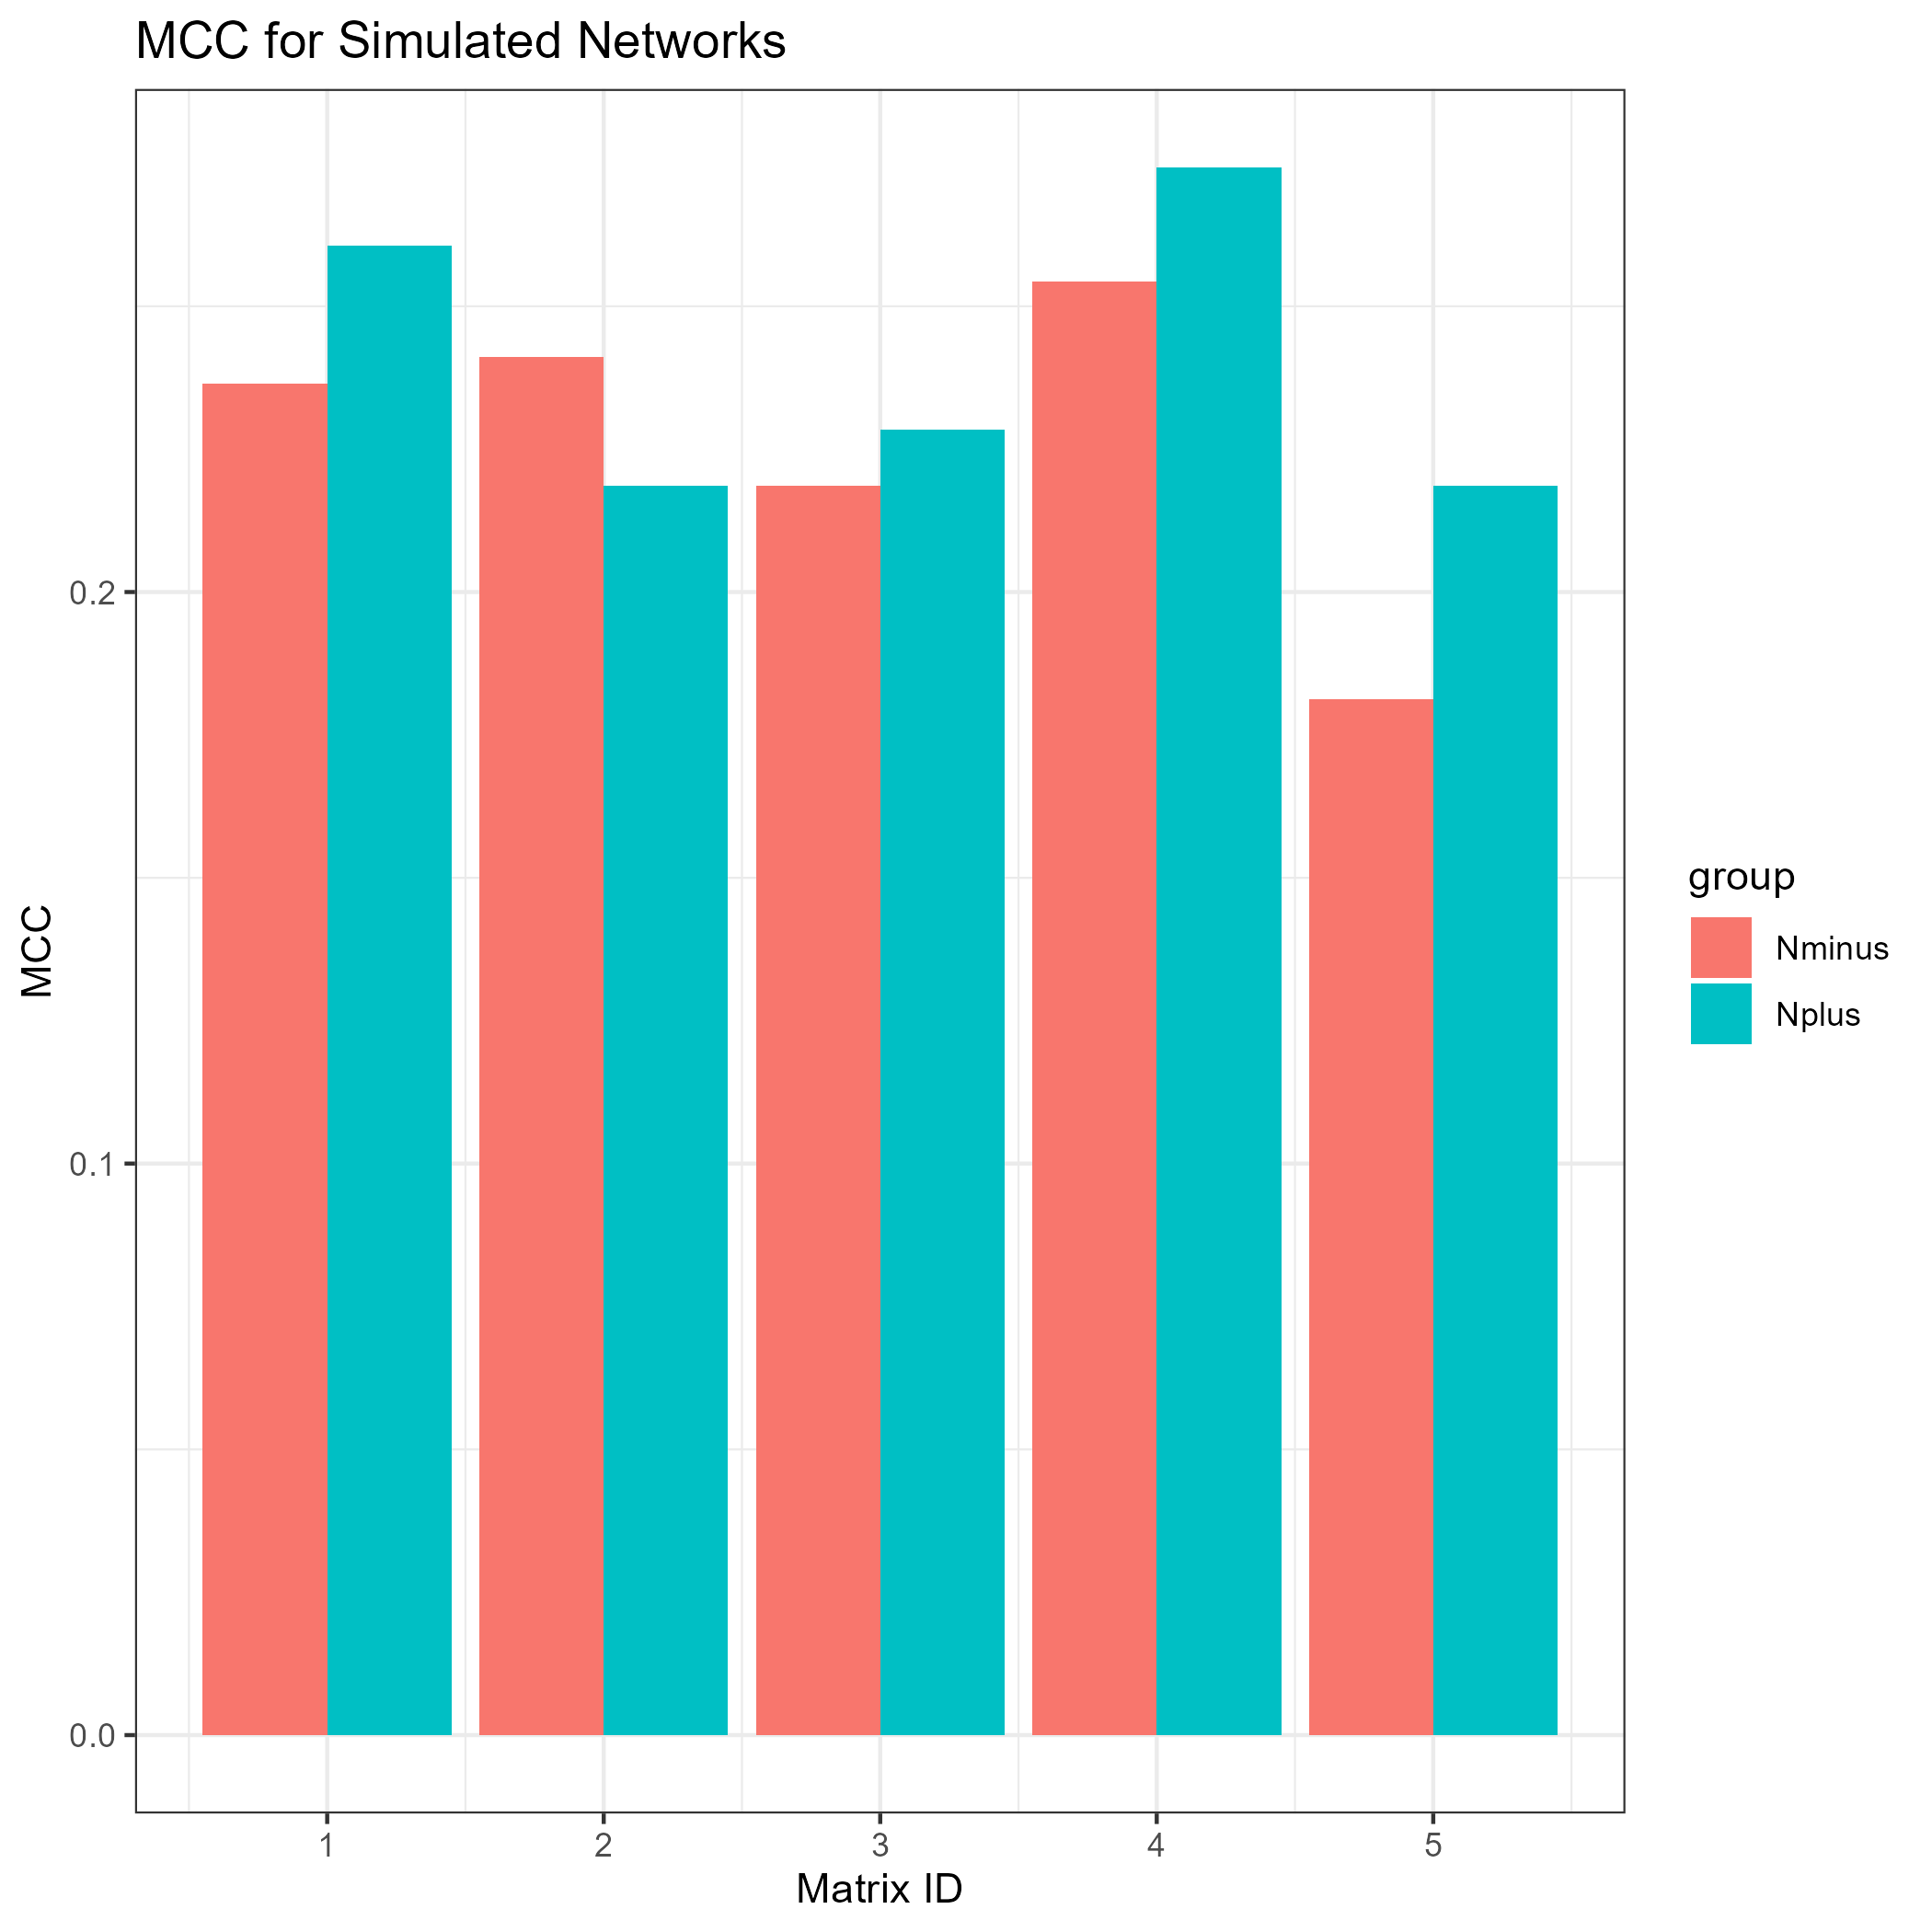 MCC for Simulated Networks
MCC
0.2
0.1
0.0
1 2 3 4 5
Matrix ID
group
Nminus
Nplus